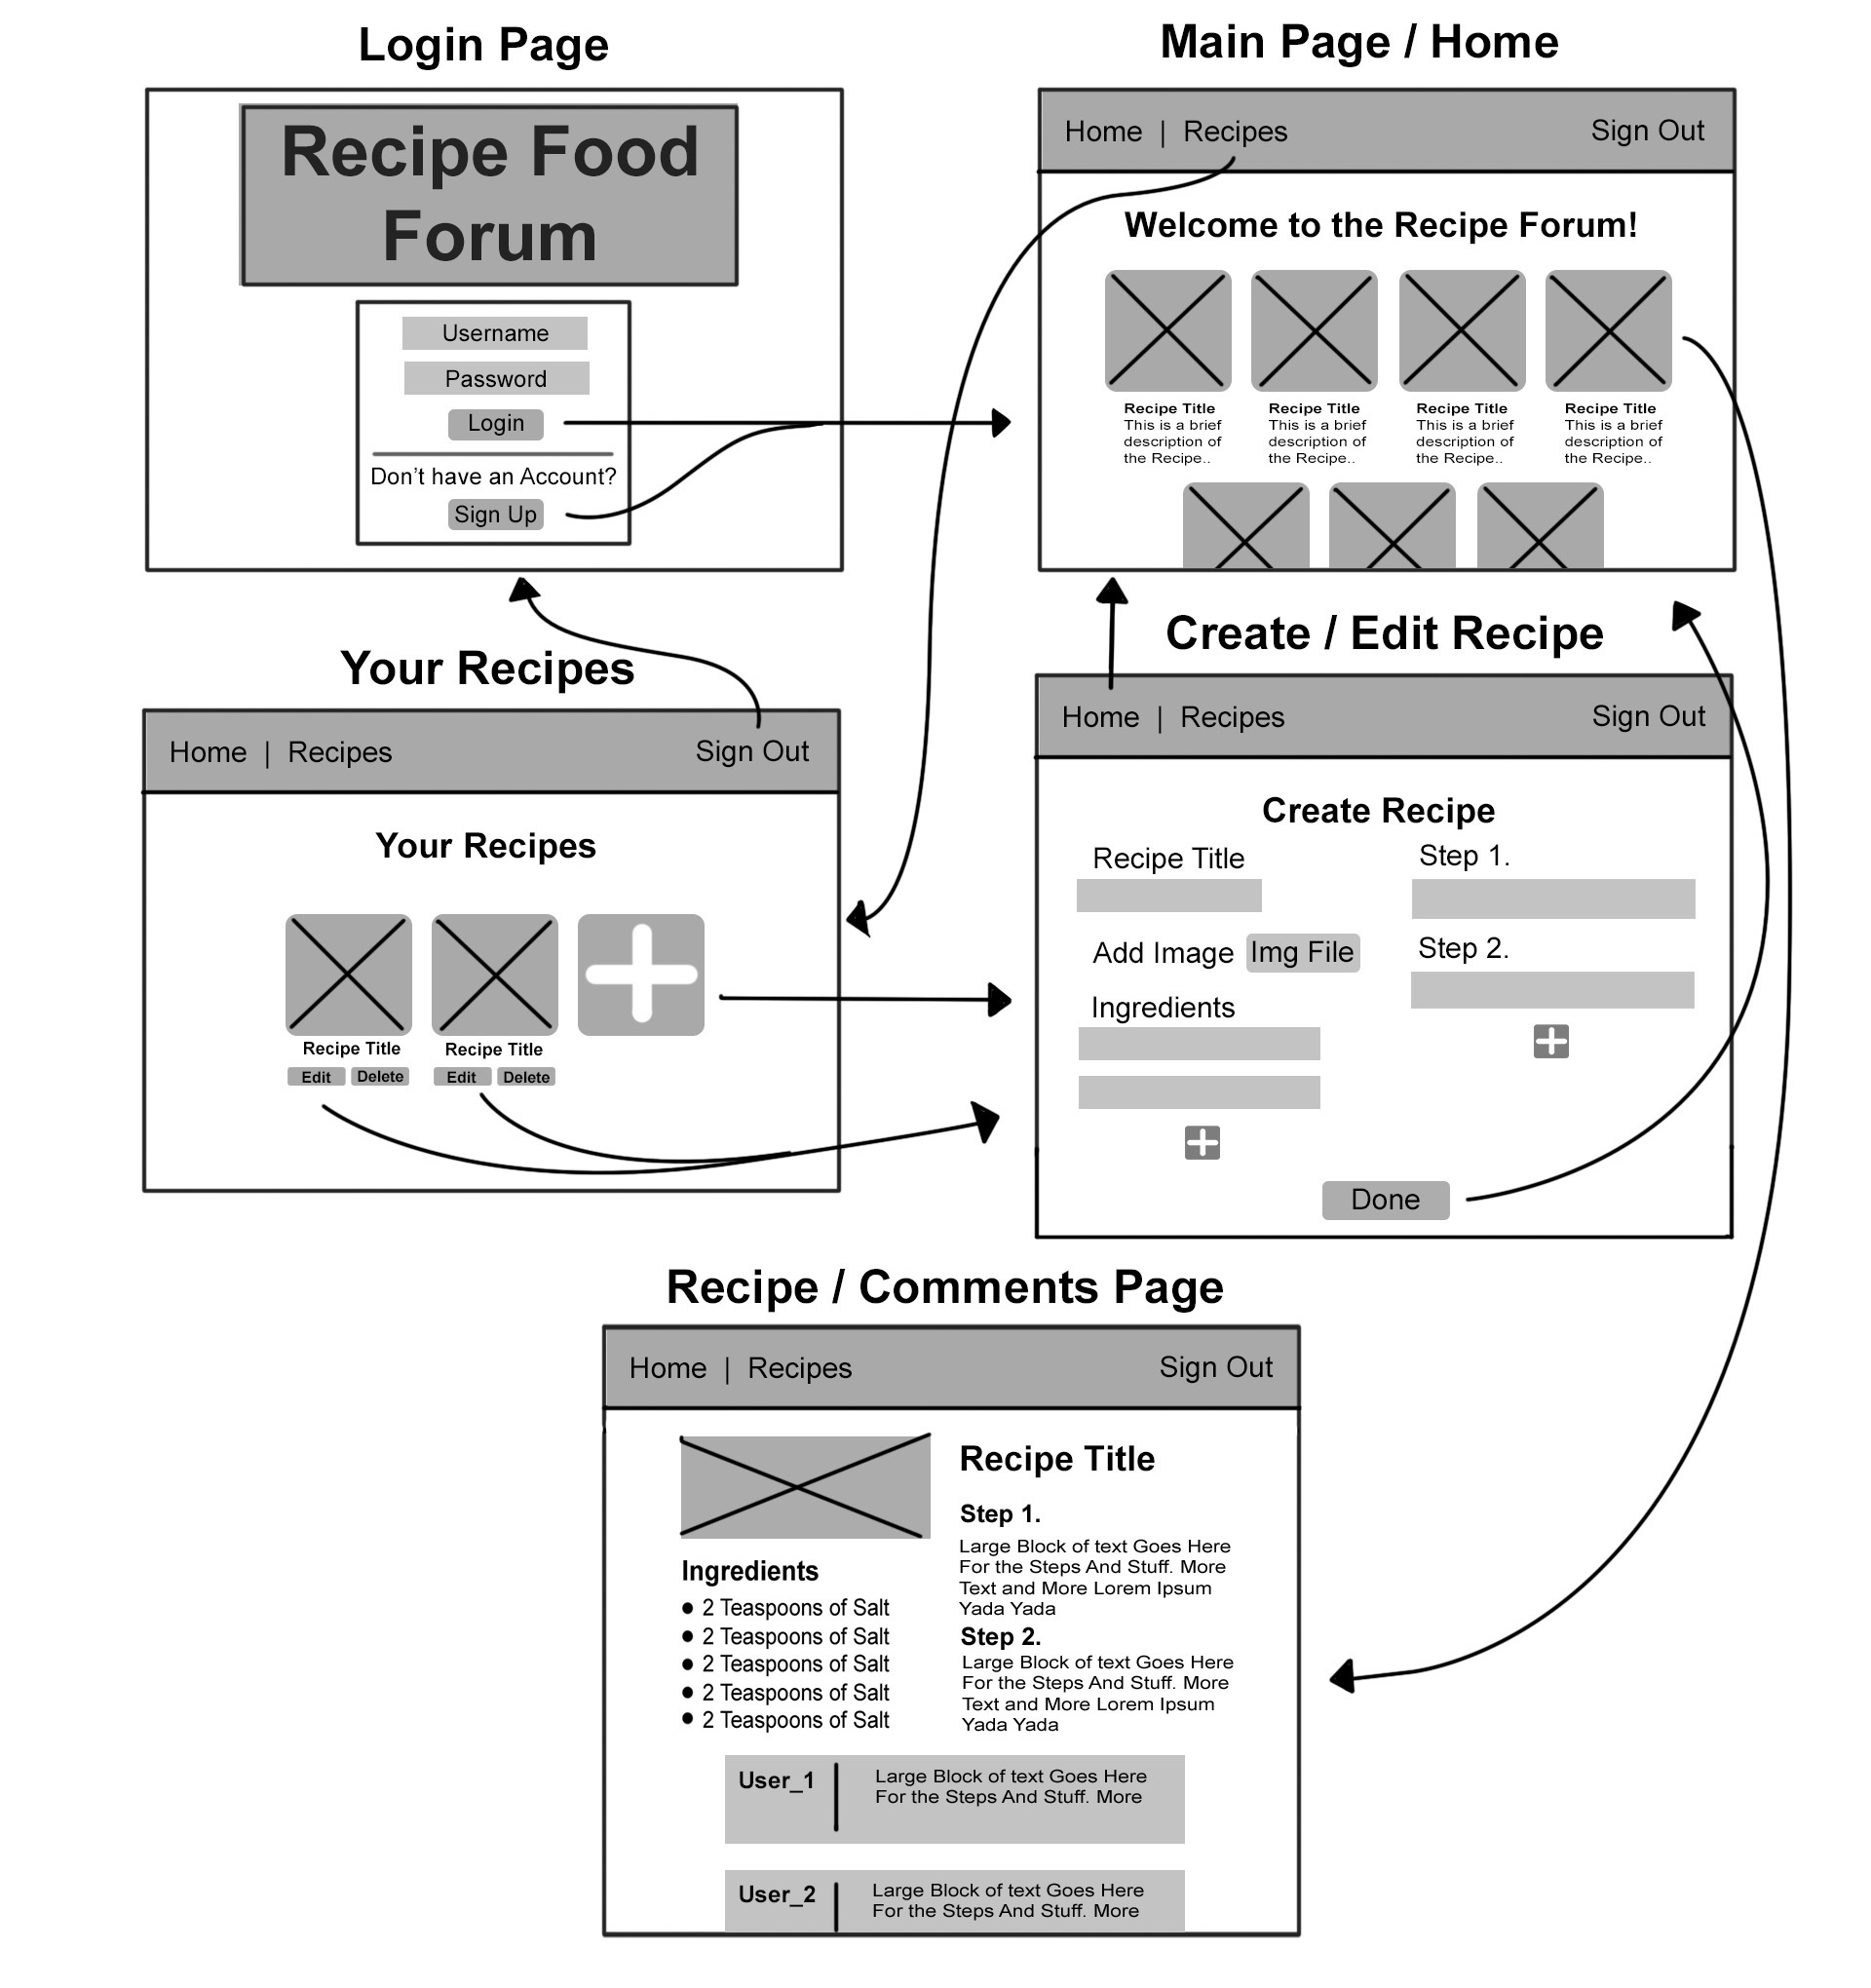 Login Page
Recipe Food
Forum
Username
Password
Login
Don't have an Account?
Sign Up
Main Page / Home
Home | Recipes
Sign Out
Welcome to the Recipe Forum!
Recipe Title
This is a brief
description of
the Recipe..
Recipe Title
This is a brief
description of
the Recipe..
Recipe Title
This is a brief
description of
the Recipe..
Recipe Title
This is a brief
description of
the Recipe..
Your Recipes
Home | Recipes
Sign Out
Your Recipes
Recipe Title
Edit
Delete
Recipe Title
Edit
Delete
Create / Edit Recipe
Home | Recipes
Sign Out
Create Recipe
Recipe Title
Add Image
Img File
Ingredients
Step 1.
Step 2.
Done
Recipe / Comments Page
Home | Recipes
Sign Out
Ingredients
2 Teaspoons of Salt
2 Teaspoons of Salt
2 Teaspoons of Salt
2 Teaspoons of Salt
2 Teaspoons of Salt
Recipe Title
Step 1.
Large Block of text Goes Here
For the Steps And Stuff. More
Text and More Lorem Ipsum
Yada Yada
Step 2.
Large Block of text Goes Here
For the Steps And Stuff. More
Text and More Lorem Ipsum
Yada Yada
User_1
Large Block of text Goes Here
For the Steps And Stuff. More
User_2
Large Block of text Goes Here
For the Steps And Stuff. More